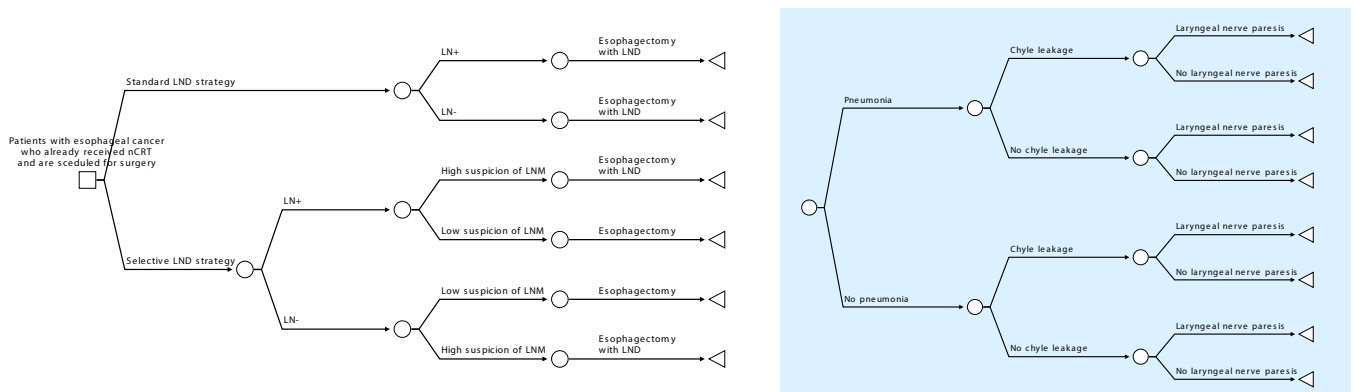 Patients with esophageal cancer
who already received nCRT
and are sceduled for surgery
Standard LND strategy
LN+
Esophagectomy
with LND
LN-
Esophagectomy
with LND
Selective LND strategy
LN+
High suspicion of LNM
Esophagectomy
with LND
Low suspicion of LNM
Esophagectomy
LN-
Low suspicion of LNM
Esophagectomy
High suspicion of LNM
Esophagectomy
with LND
Pneumonia
Chyle leakage
Laryngeal nerve paresis
No laryngeal nerve paresis
No chyle leakage
Laryngeal nerve paresis
No laryngeal nerve paresis
No pneumonia
Chyle leakage
Laryngeal nerve paresis
No laryngeal nerve paresis
No chyle leakage
Laryngeal nerve paresis
No laryngeal nerve paresis